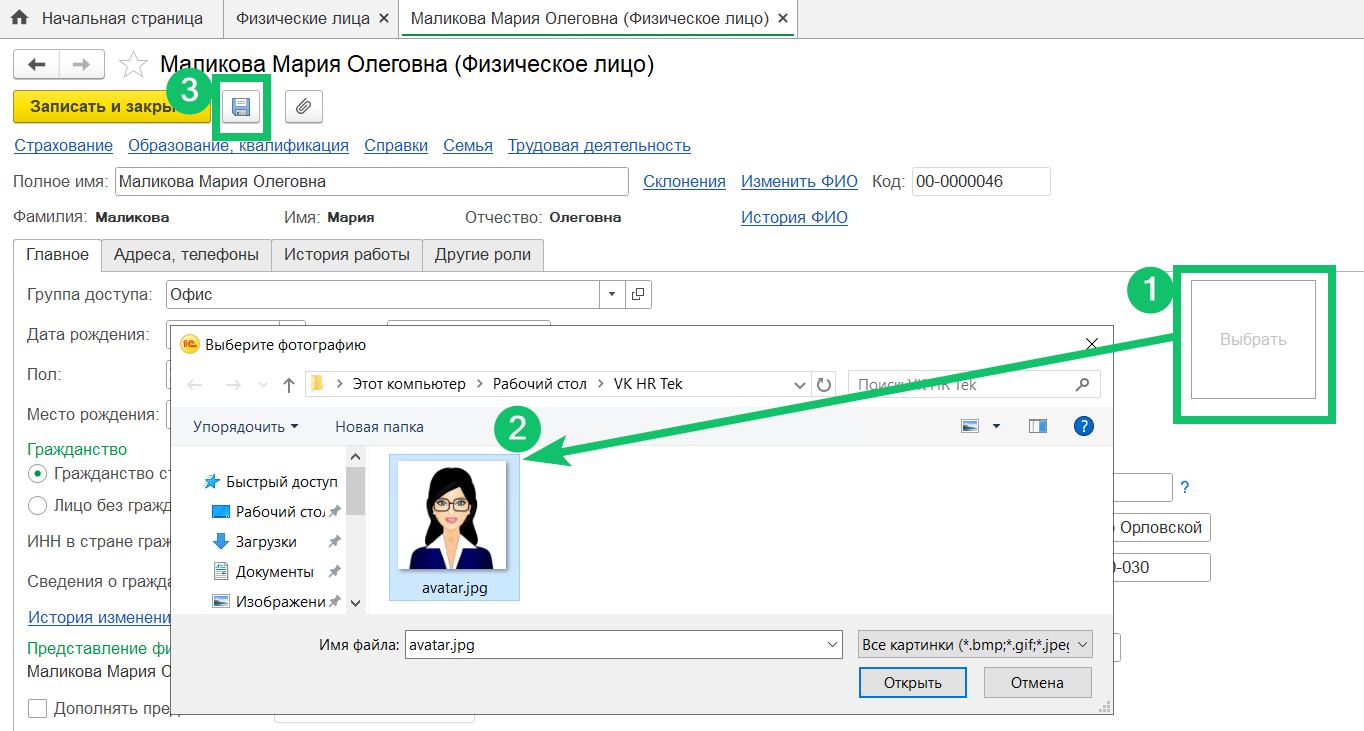 Начальная страница Физические лица × Маликова Мария Олеговна (Физическое лицо) ×
Маликова Мария Олеговна (Физическое лицо)
3
Записать и закры
Страхование Образование, квалификация Справки Семья Трудовая деятельность
Полное имя: Маликова Мария Олеговна Склонения Изменить ФИО Код: 00-0000046
Фамилия: Маликова Имя: Мария Отчество: Олеговна История ФИО
Главное Адреса, телефоны История работы Другие роли
Группа доступа: Офис
1
Выбрать
Дата рождения:
Пол:
Место рождения:
Гражданство
Гражданство ст
Лицо без гражд
ИНН в стране граж
Сведения о гражда
История изменени
Представление фи
Маликова Мария О
Дополнять пред
?
Орловской
-030
1С Выберите фотографию
Этот компьютер > Рабочий стол > VK HR Tek
Поиск: VK HR Tek
Упорядочить Новая папка ?
2
Быстрый доступ
Рабочий стол
Загрузки
Документы
Изображени
avatar.jpg
Имя файла: avatar.jpg Все картинки (*.bmp;*.gif;*.jpeg
Открыть Отмена